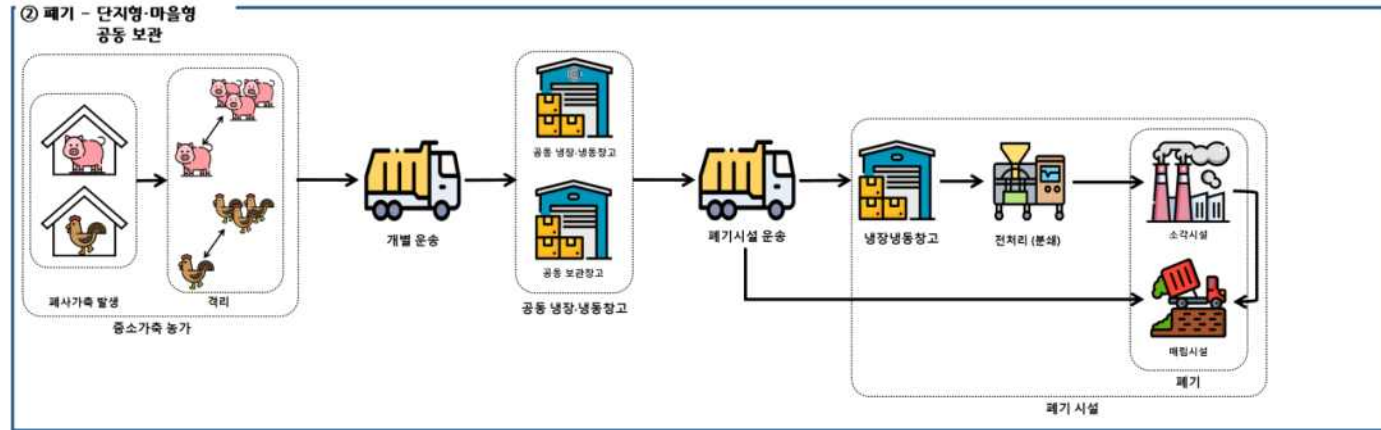 ② 폐기 - 단지형·마을형
공동 보관
폐사가축 발생
격리
중소가축 농가
개별 운송
공동 냉장·냉동창고
공동 보관창고
공동 냉장·냉동창고
폐기시설 운송
냉장냉동창고
전처리 (분쇄)
소각시설
매립시설
폐기
폐기 시설